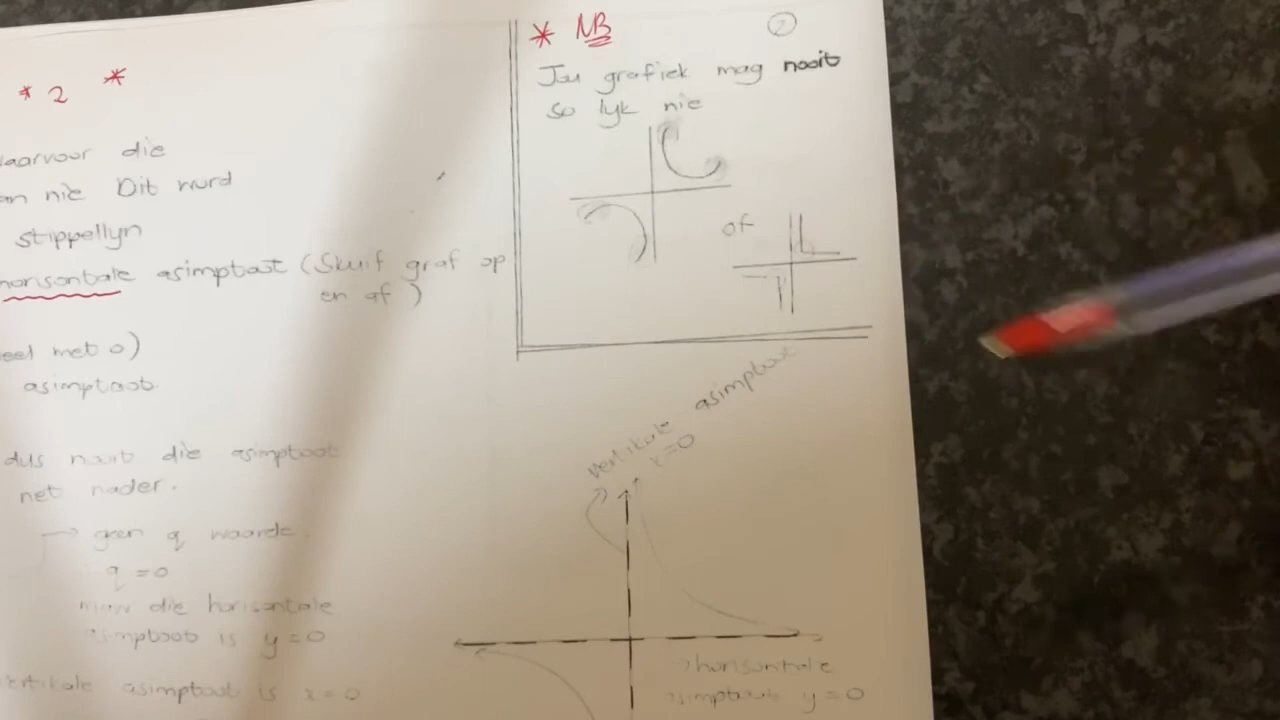 * 2 *
die
nie Dit word
stippellyn
horisontale asimptoot (Skuif graf op
en af )
met 0)
asimptoot.
dus nooit die asimptoot
net nader.
→ geen q waarde.
q = 0
maw die horisontale
asimptoot is y = 0
vertikale asimptoot is x = 0
* NB
2
Jou grafiek mag nooit
so lyk nie
of
vertikale asimptoot
x = 0
horisontale
asimptoot y = 0